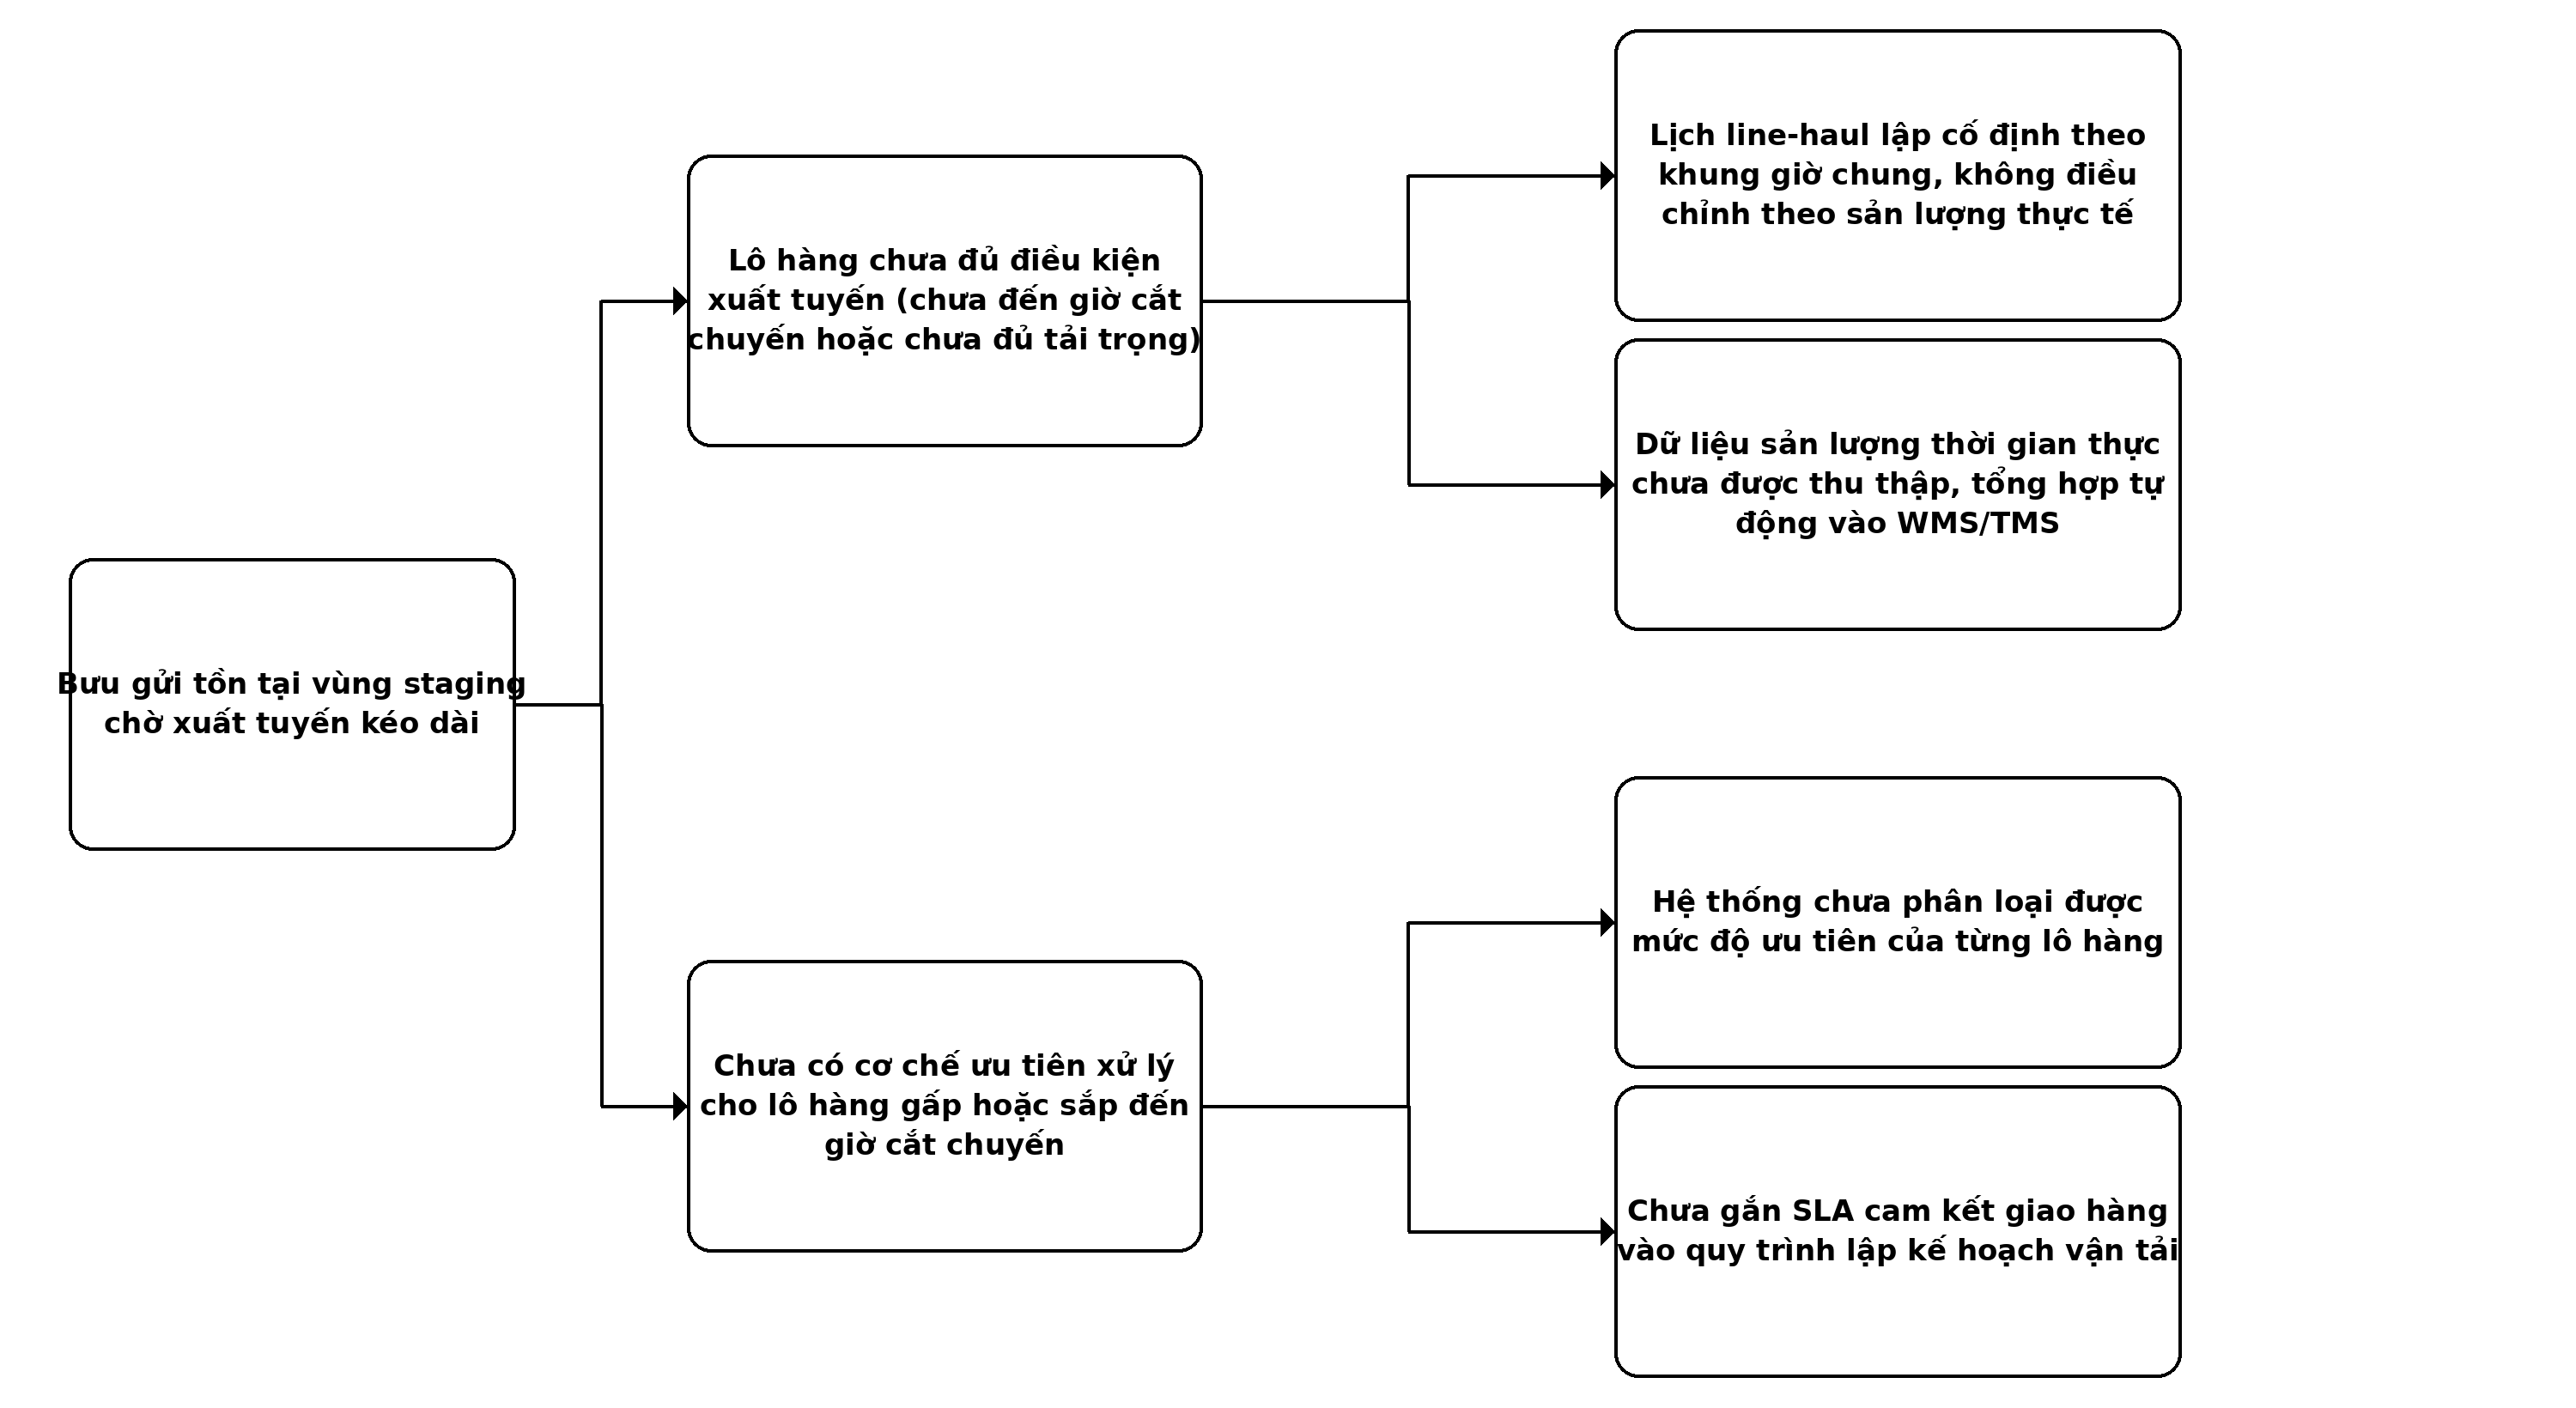 Bưu gửi tồn tại vùng staging
chờ xuất tuyến kéo dài
Lô hàng chưa đủ điều kiện
xuất tuyến (chưa đến giờ cắt
chuyến hoặc chưa đủ tải trọng)
Lịch line-haul lập cố định theo
khung giờ chung, không điều
chỉnh theo sản lượng thực tế
Dữ liệu sản lượng thời gian thực
chưa được thu thập, tổng hợp tự
động vào WMS/TMS
Chưa có cơ chế ưu tiên xử lý
cho lô hàng gấp hoặc sắp đến
giờ cắt chuyến
Hệ thống chưa phân loại được
mức độ ưu tiên của từng lô hàng
Chưa gắn SLA cam kết giao hàng
vào quy trình lập kế hoạch vận tải